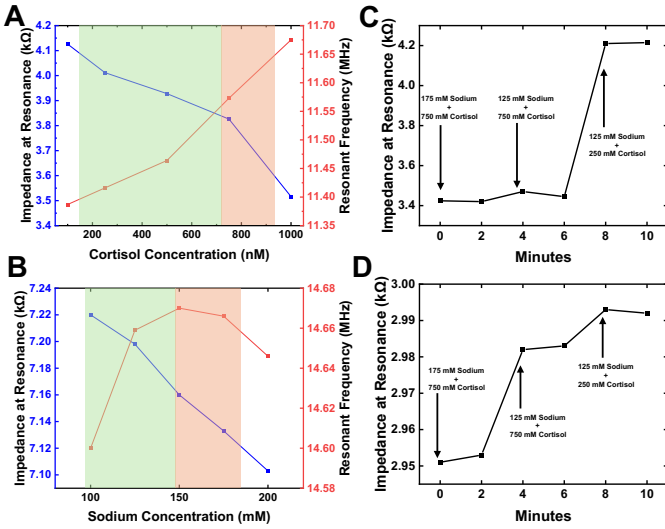 A
Impedance at Resonance (kΩ)
4.2
4.1
4.0
3.9
3.8
3.7
3.6
3.5
3.4
200 400 600 800 1000
Cortisol Concentration (nM)
11.70
11.65
11.60
11.55
11.50
11.45
11.40
11.35
Resonant Frequency (MHz)
C
Impedance at Resonance (kΩ)
4.2
4.0
3.8
3.6
3.4
175 mM Sodium
+
750 mM Cortisol
125 mM Sodium
+
750 mM Cortisol
125 mM Sodium
+
250 mM Cortisol
0 2 4 6 8 10
Minutes
B
Impedance at Resonance (kΩ)
7.24
7.22
7.20
7.18
7.16
7.14
7.12
7.10
100 150 200
Sodium Concentration (mM)
14.68
14.66
14.64
14.62
14.60
14.58
Resonant Frequency (MHz)
D
Impedance at Resonance (kΩ)
3.00
2.99
2.98
2.97
2.96
2.95
175 mM Sodium
+
750 mM Cortisol
125 mM Sodium
+
750 mM Cortisol
125 mM Sodium
+
250 mM Cortisol
0 2 4 6 8 10
Minutes